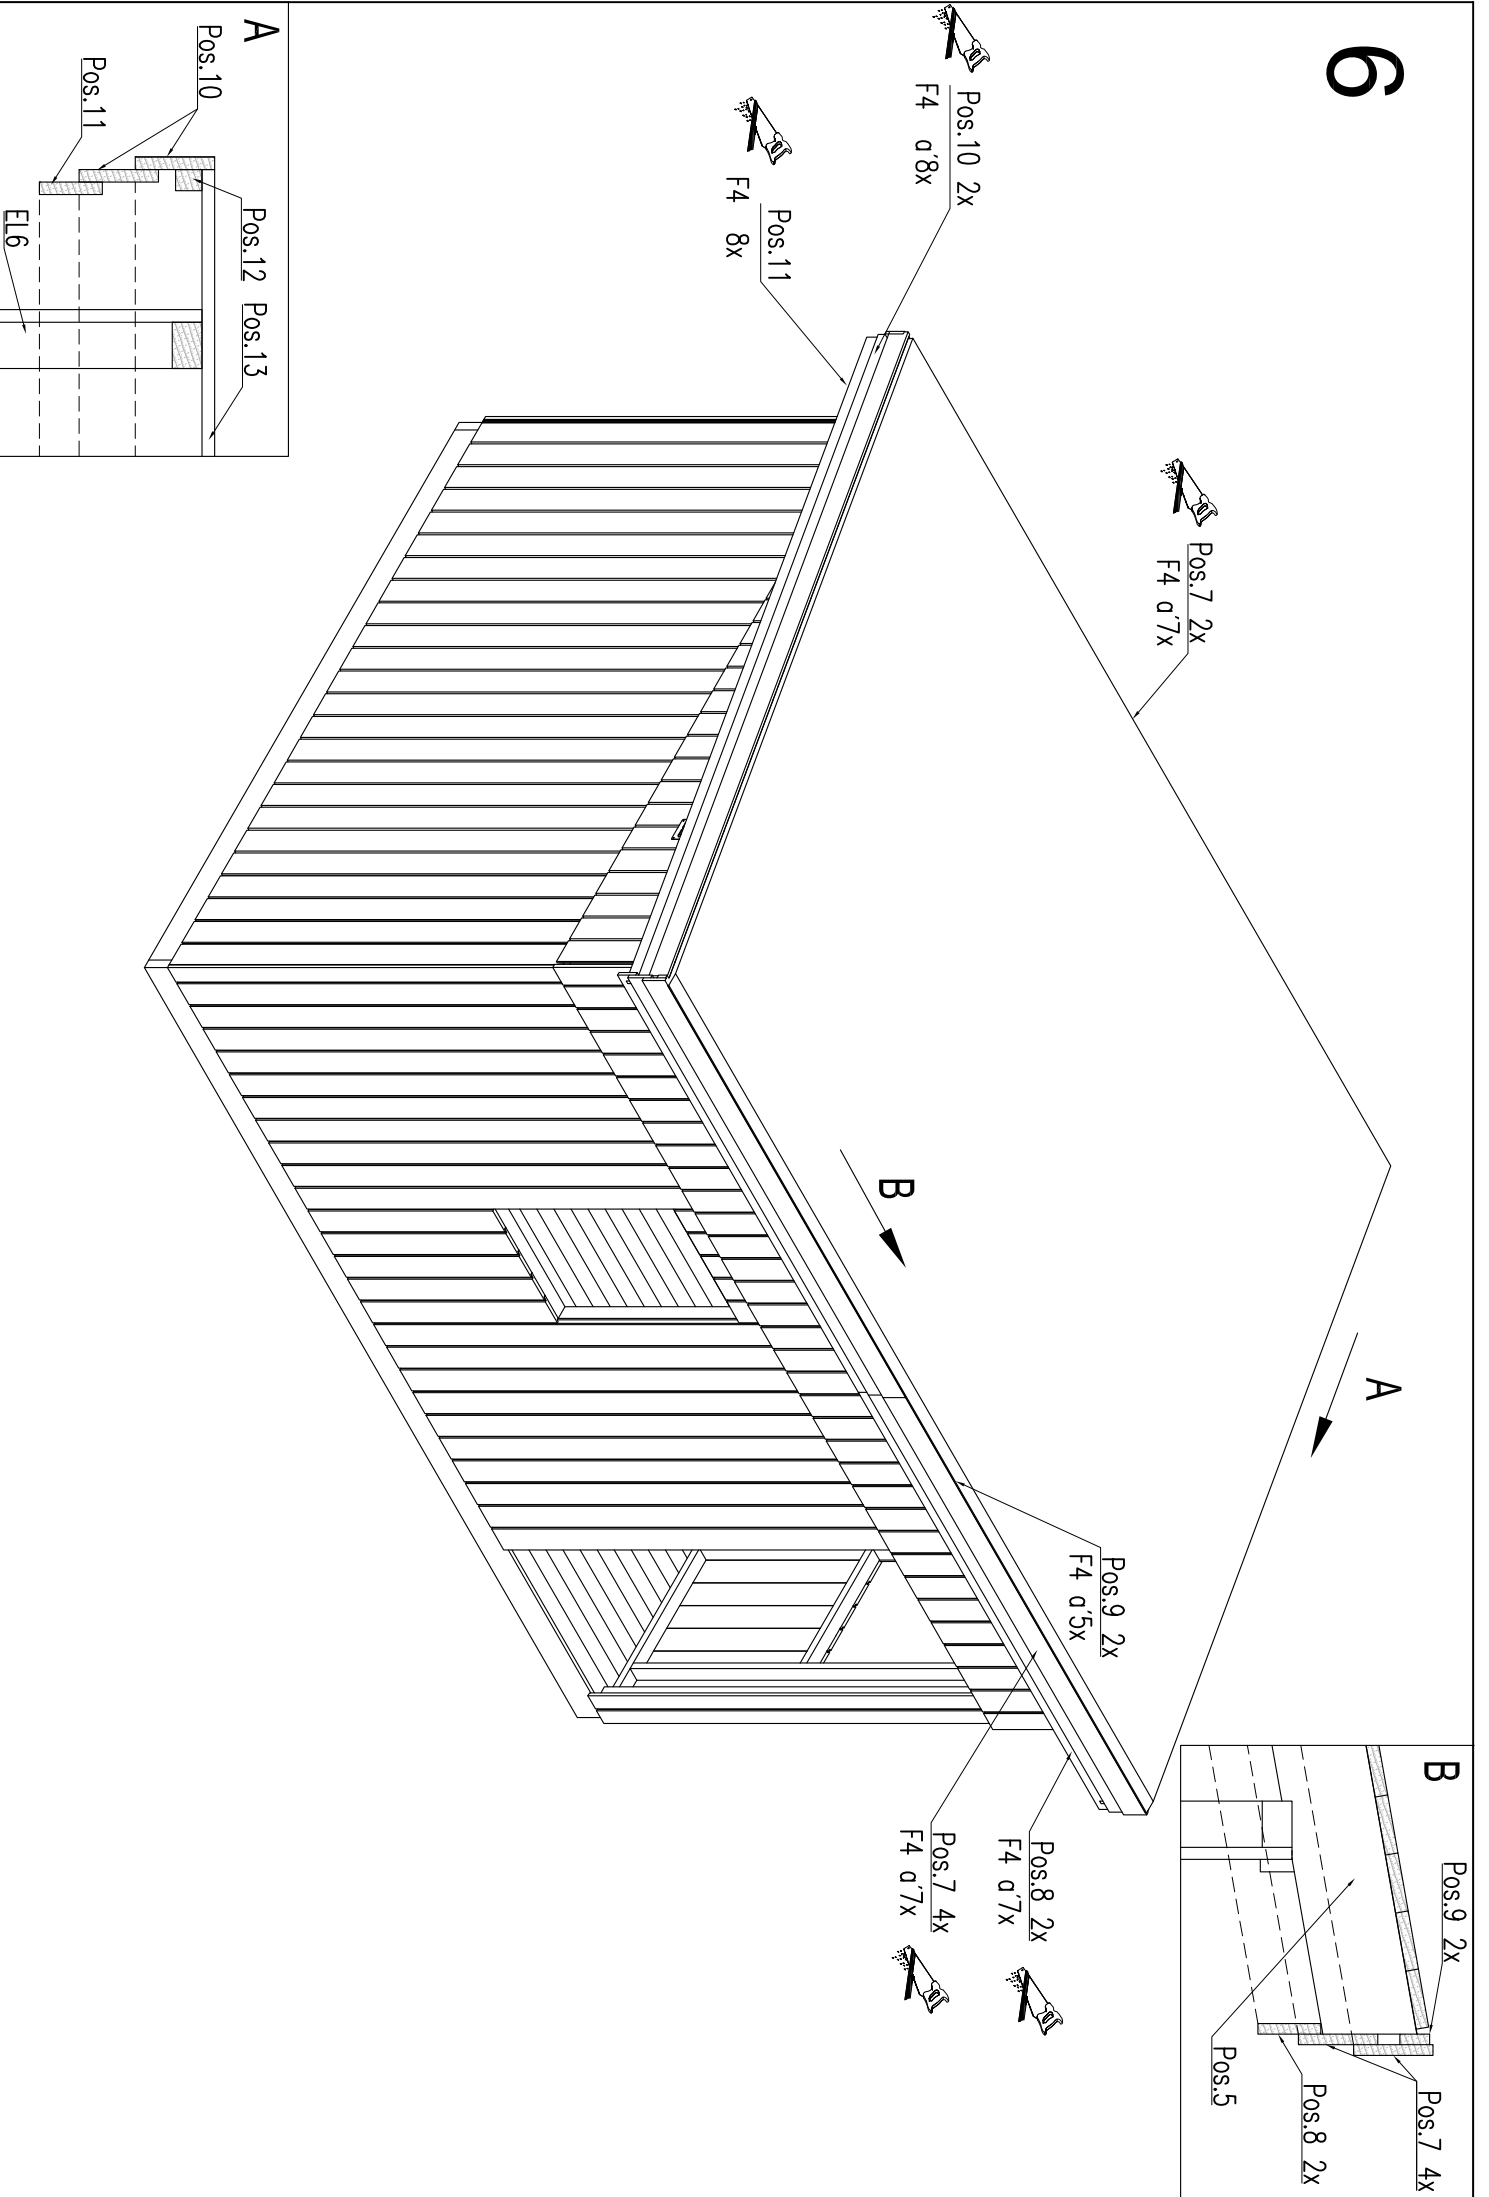 6
Pos.10 2x
F4 a'8x
Pos.11
F4 8x
Pos.7 2x
F4 a'7x
A
B
Pos.9 2x
F4 a'5x
Pos.8 2x
F4 a'7x
Pos.7 4x
F4 a'7x
A
Pos.10
Pos.11
Pos.12
Pos.13
EL6
B
Pos.9 2x
Pos.5
Pos.7 4x
Pos.8 2x